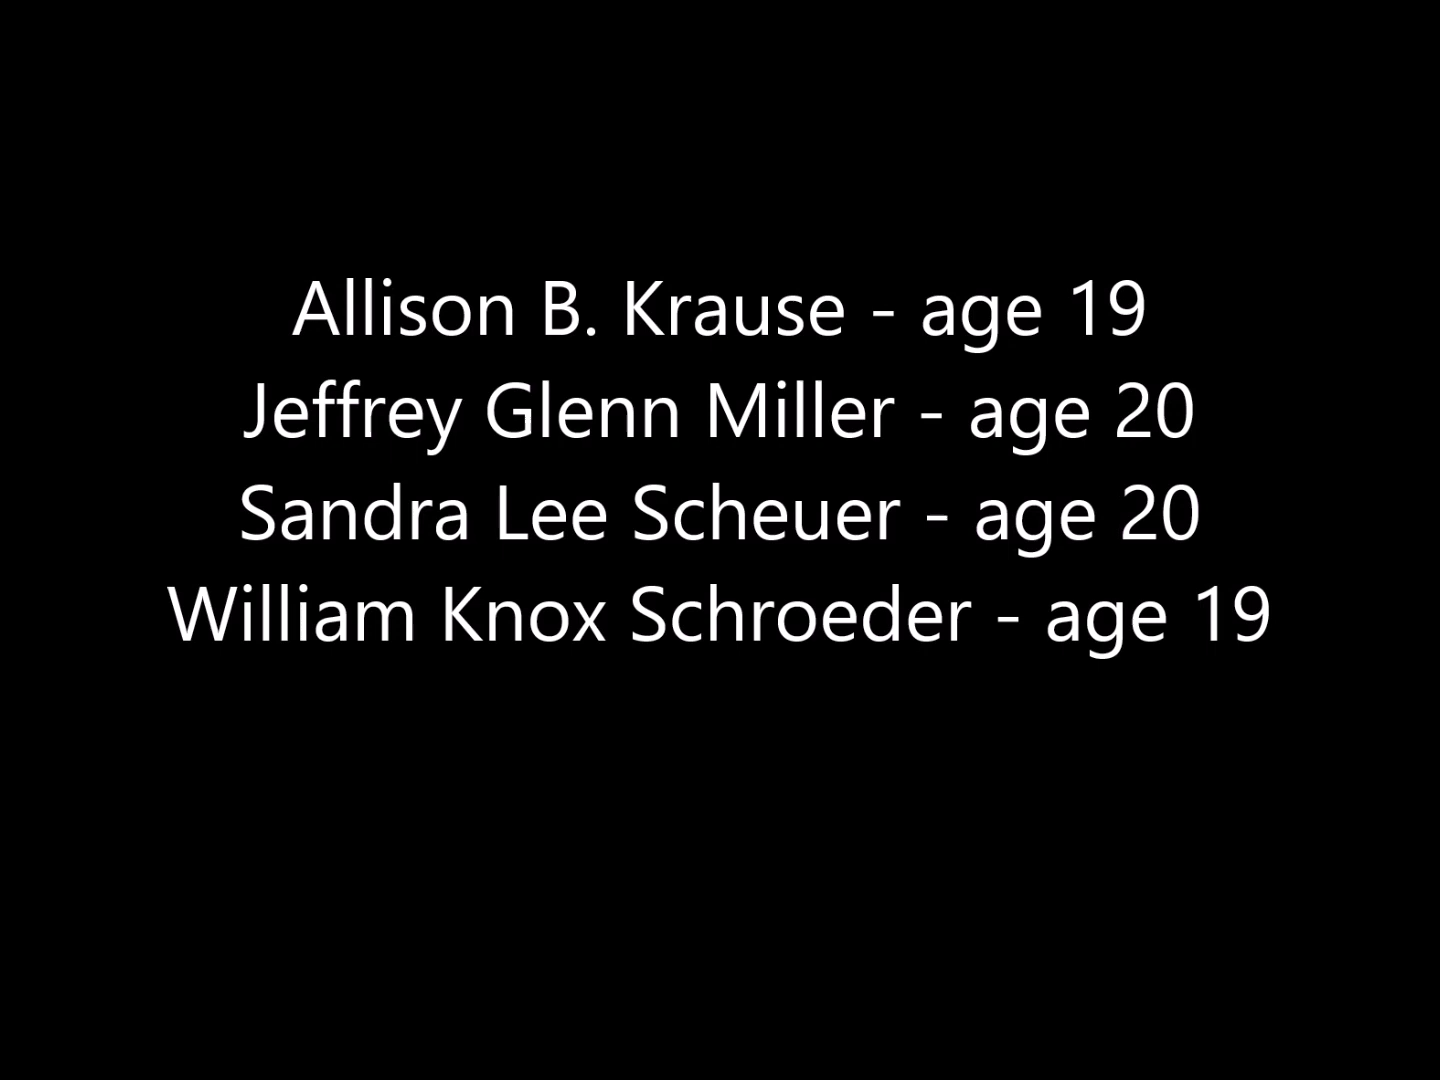 Allison B. Krause - age 19
Jeffrey Glenn Miller - age 20
Sandra Lee Scheuer - age 20
William Knox Schroeder - age 19